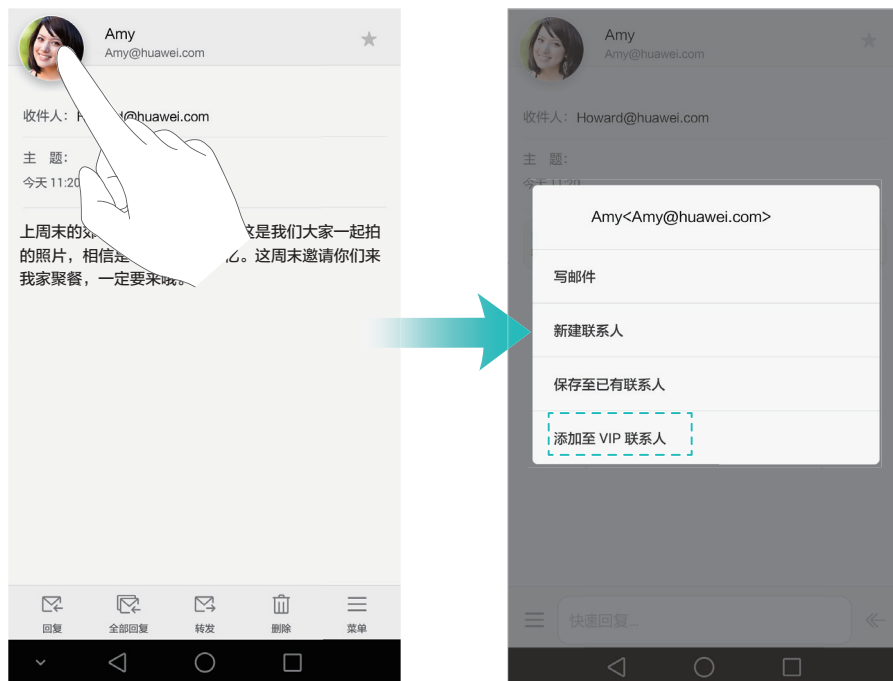 Amy
Amy@huawei.com
收件人：H d@huawei.com
主 题：
今天 11:20
上周末的 这是我们大家一起拍
的照片，相信是 忆。这周末邀请你们来
我家聚餐，一定要来哦。
回复
全部回复
转发
删除
菜单
Amy
Amy@huawei.com
收件人：Howard@huawei.com
主 题：
今天 11:20
Amy<Amy@huawei.com>
写邮件
新建联系人
保存至已有联系人
添加至 VIP 联系人
快速回复...